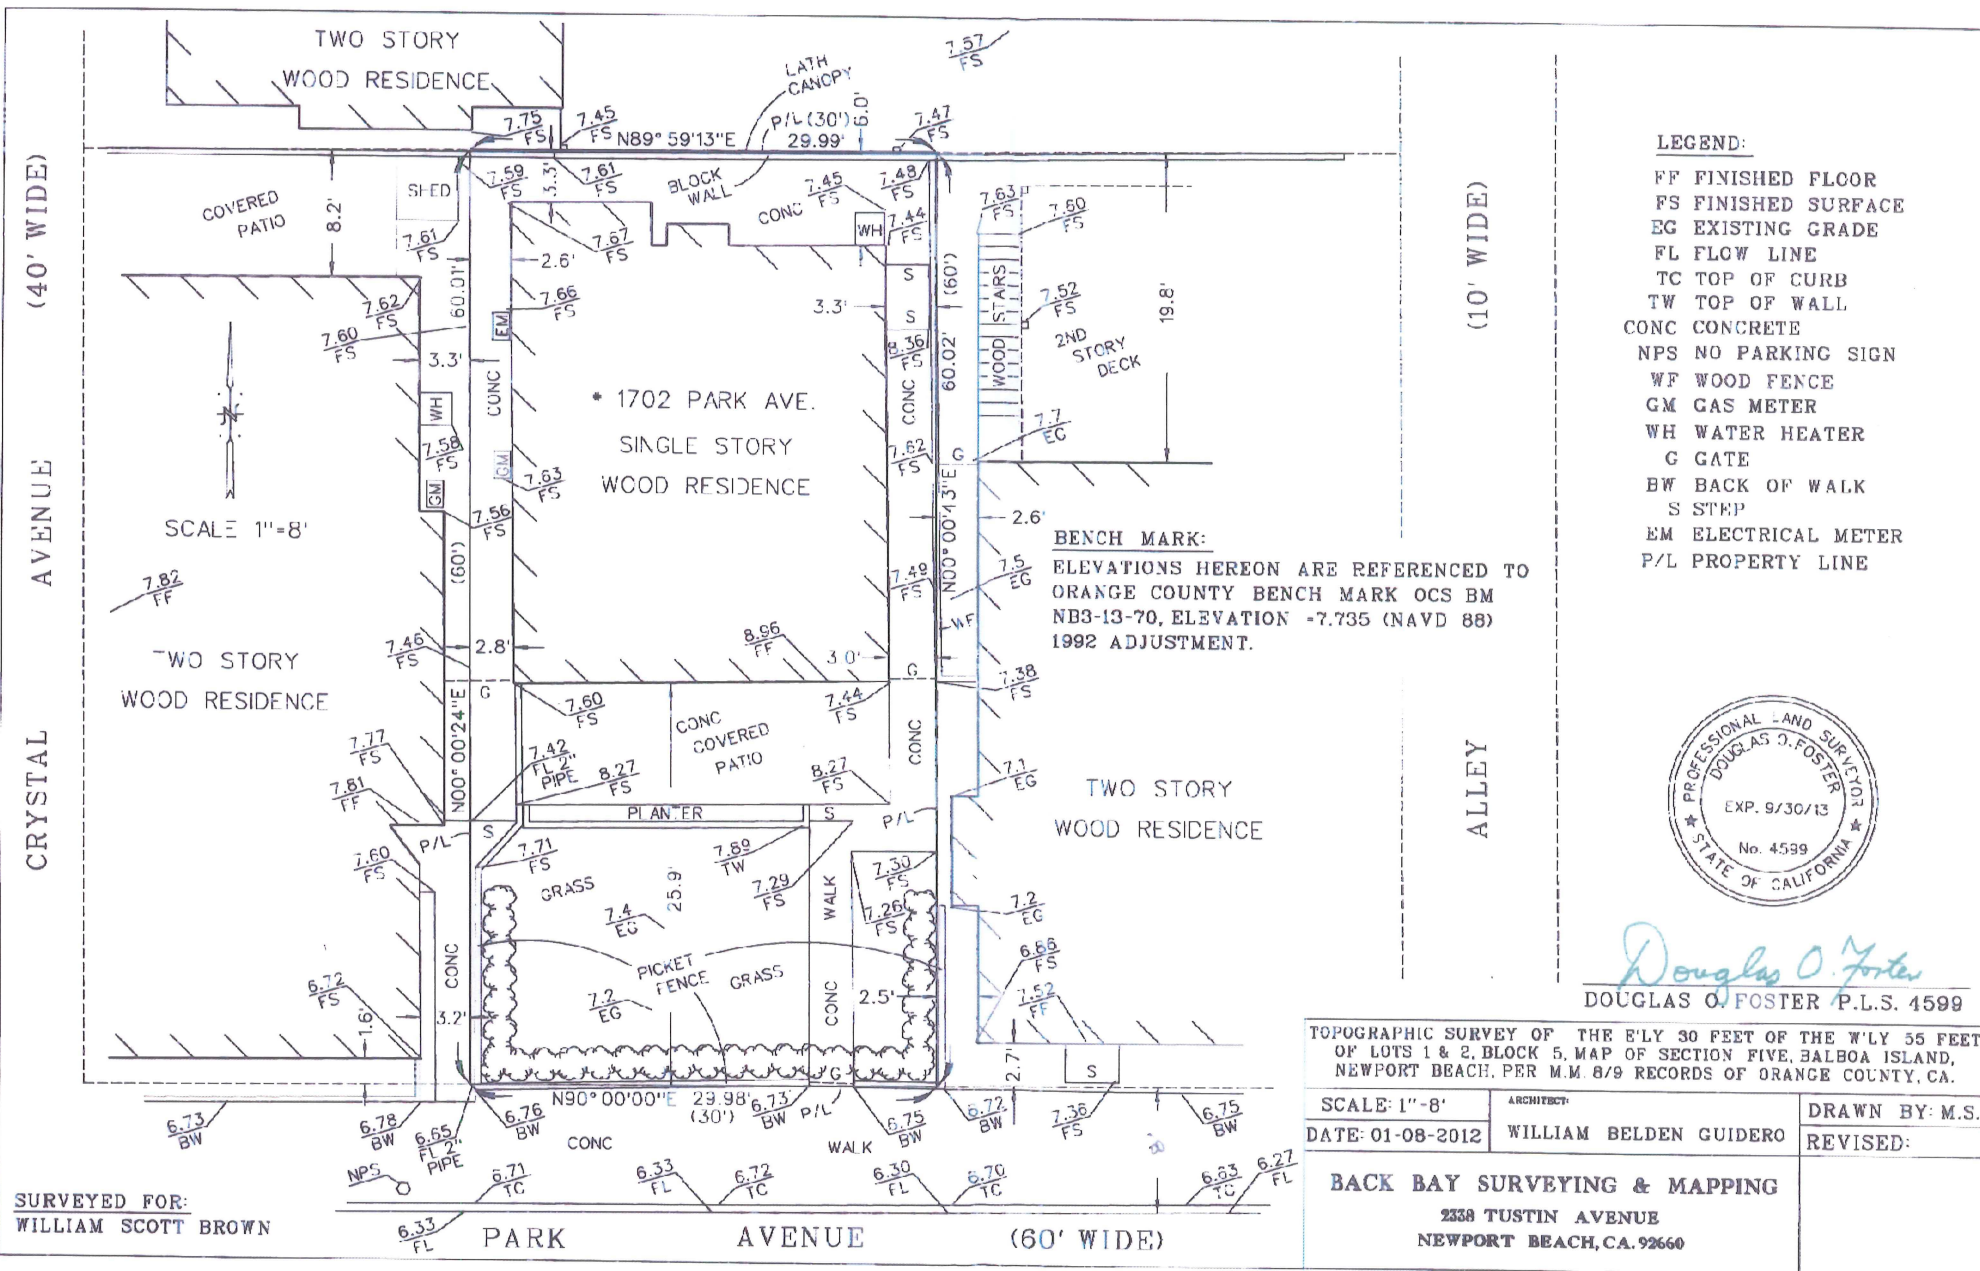 TWO STORY
WOOD RESIDENCE
7.57
FS
LATH
CANOPY
6.0'
7.75
FS
7.45
FS
N89° 59'13"E
P/L (30')
29.99'
7.47
FS
(40' WIDE)
AVENUE
CRYSTAL
COVERED
PATIO
8.2'
SHED
7.59
FS
3.3'
7.61
FS
BLOCK
WALL
CONC
7.45
FS
7.48
FS
7.44
FS
WH
7.63
FS
7.60
FS
7.61
FS
7.67
FS
2.6'
60.01'
7.62
FS
7.60
FS
7.66
FS
EM
3.3'
S
S
3.3'
8.36
FS
(60')
60.02'
WOOD STAIRS
7.52
FS
2ND
STORY
DECK
19.8'
(10' WIDE)
ALLEY
3.3'
CONC
WH
7.58
FS
GM
GM
7.63
FS
7.56
FS
* 1702 PARK AVE.
SINGLE STORY
WOOD RESIDENCE
CONC
7.62
FS
G
7.7
EG
N00° 00'43"E
2.6'
SCALE 1"=8'
7.82
FF
TWO STORY
WOOD RESIDENCE
(60')
7.46
FS
2.8'
8.96
FF
7.49
FS
7.5
EG
WF
3.0'
G
7.38
FS
BENCH MARK:
ELEVATIONS HEREON ARE REFERENCED TO
ORANGE COUNTY BENCH MARK OCS BM
NB3-13-70, ELEVATION =7.735 (NAVD 88)
1992 ADJUSTMENT.
N00° 00'24"E
G
7.60
FS
7.77
FS
7.81
FF
7.42
FL 2"
PIPE
8.27
FS
CONC
COVERED
PATIO
7.44
FS
8.27
FS
CONC
7.1
EG
TWO STORY
WOOD RESIDENCE
P/L
S
PLANTER
S
P/L
7.60
FS
7.71
FS
7.89
TW
7.29
FS
7.30
FS
7.26
FS
WALK
GRASS
25.9'
7.4
EG
7.2
EG
6.86
FS
7.52
FF
CONC
PICKET
FENCE
GRASS
7.2
EG
CONC
2.5'
6.72
FS
1.6'
3.2'
2.7'
S
G
N90° 00'00"E 29.98'
(30')
6.73
BW
6.78
BW
6.65
FL 2"
PIPE
6.76
BW
6.73
BW
P/L
6.75
BW
6.72
BW
7.36
FS
6.75
BW
CONC
WALK
NPS
6.71
TC
6.33
FL
6.72
TC
6.30
FL
6.70
TC
6.63
TC
6.27
FL
6.33
FL
PARK AVENUE (60' WIDE)
SURVEYED FOR:
WILLIAM SCOTT BROWN
LEGEND:
FF FINISHED FLOOR
FS FINISHED SURFACE
EG EXISTING GRADE
FL FLOW LINE
TC TOP OF CURB
TW TOP OF WALL
CONC CONCRETE
NPS NO PARKING SIGN
WF WOOD FENCE
GM GAS METER
WH WATER HEATER
G GATE
BW BACK OF WALK
S STEP
EM ELECTRICAL METER
P/L PROPERTY LINE
PROFESSIONAL LAND SURVEYOR
DOUGLAS O. FOSTER
EXP. 9/30/13
No. 4599
STATE OF CALIFORNIA
Douglas O. Foster
DOUGLAS O. FOSTER P.L.S. 4599
TOPOGRAPHIC SURVEY OF THE E'LY 30 FEET OF THE W'LY 55 FEET
OF LOTS 1 & 2, BLOCK 5, MAP OF SECTION FIVE, BALBOA ISLAND,
NEWPORT BEACH, PER M.M. 8/9 RECORDS OF ORANGE COUNTY, CA.
SCALE: 1"-8'
ARCHITECT:
WILLIAM BELDEN GUIDERO
DRAWN BY: M.S.
DATE: 01-08-2012
REVISED:
BACK BAY SURVEYING & MAPPING
2338 TUSTIN AVENUE
NEWPORT BEACH, CA. 92660